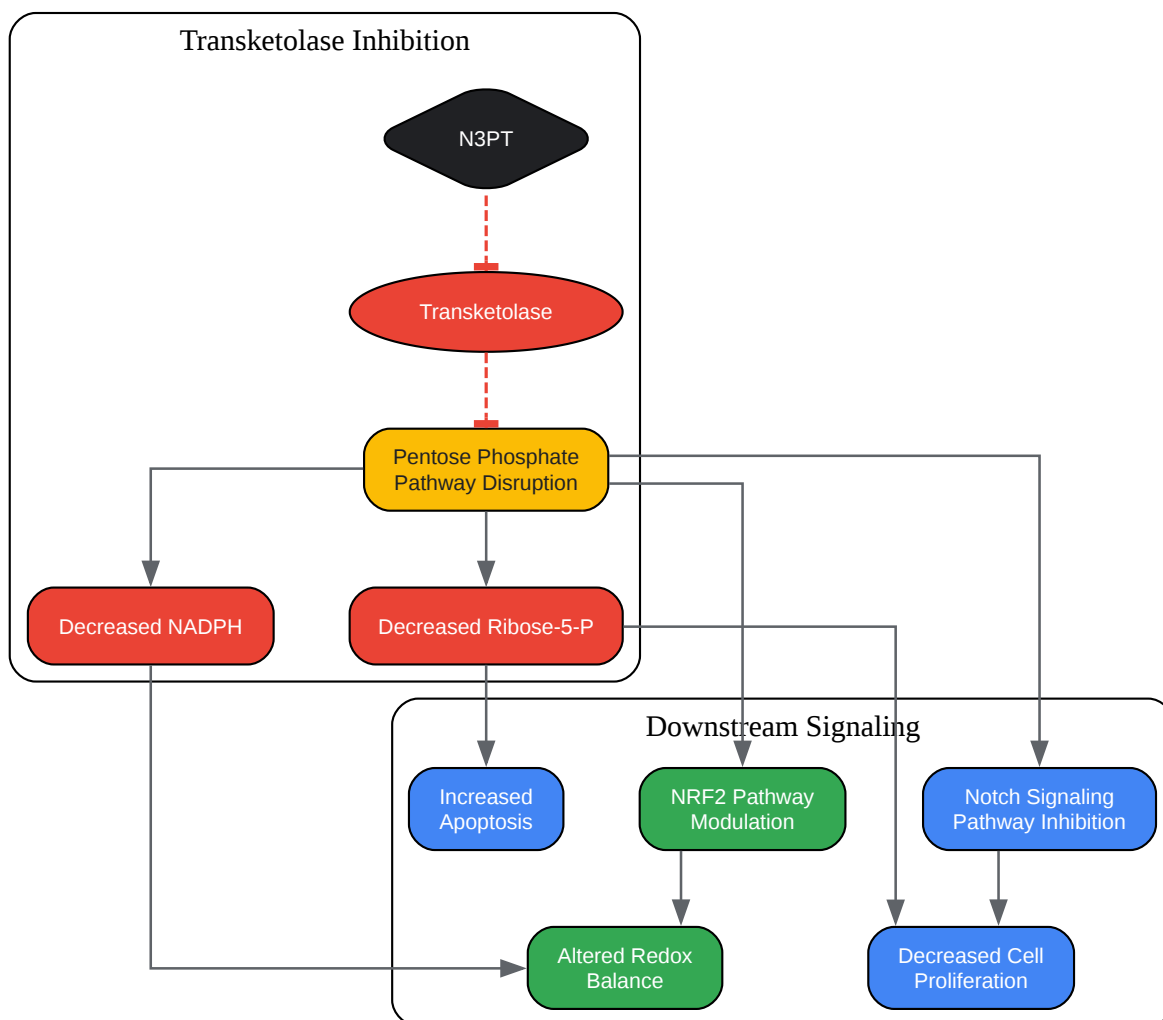 Transketolase Inhibition
N3PT
Transketolase
Pentose Phosphate
Pathway Disruption
Decreased NADPH
Decreased Ribose-5-P
Downstream Signaling
Increased
Apoptosis
NRF2 Pathway
Modulation
Notch Signaling
Pathway Inhibition
Altered Redox
Balance
Decreased Cell
Proliferation